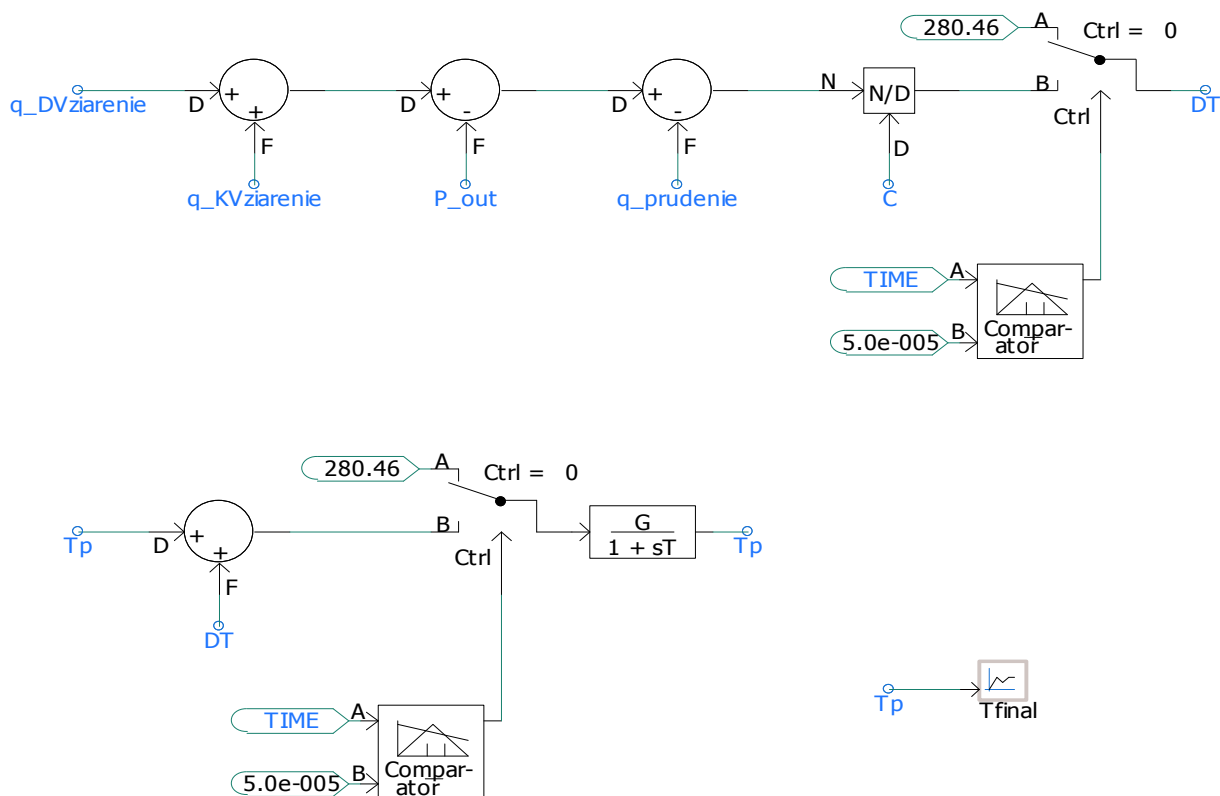 280.46
A
Ctrl = 0
q_DVziarenie
D
+
+
F
q_KVziarenie
D
+
-
F
P_out
D
+
-
F
q_prudenie
N
N/D
D
C
B
Ctrl
DT
TIME
A
5.0e-005
B
Compar-
ator
280.46
A
Ctrl = 0
Tp
D
+
+
F
DT
B
Ctrl
G
1 + sT
Tp
TIME
A
5.0e-005
B
Compar-
ator
Tp
Tfinal